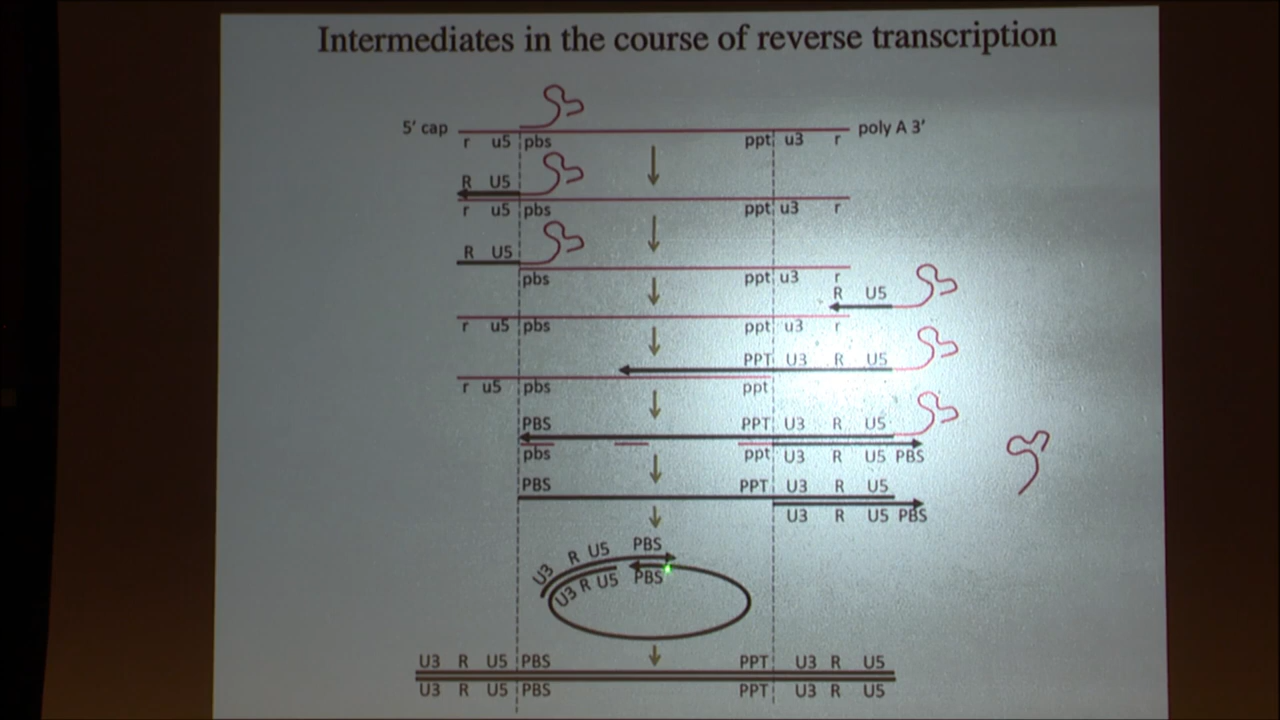 Intermediates in the course of reverse transcription
5' cap poly A 3'
r u5 pbs ppt u3 r
R U5
r u5 pbs ppt u3 r
R U5
pbs ppt u3 r
R U5
r u5 pbs ppt u3 r
PPT U3 R U5
r u5 pbs ppt
PBS PPT U3 R U5
pbs ppt U3 R U5 PBS
PBS PPT U3 R U5
U3 R U5 PBS
U3 R U5 PBS
U3 R U5 PBS
U3 R U5 PBS PPT U3 R U5
U3 R U5 PBS PPT U3 R U5